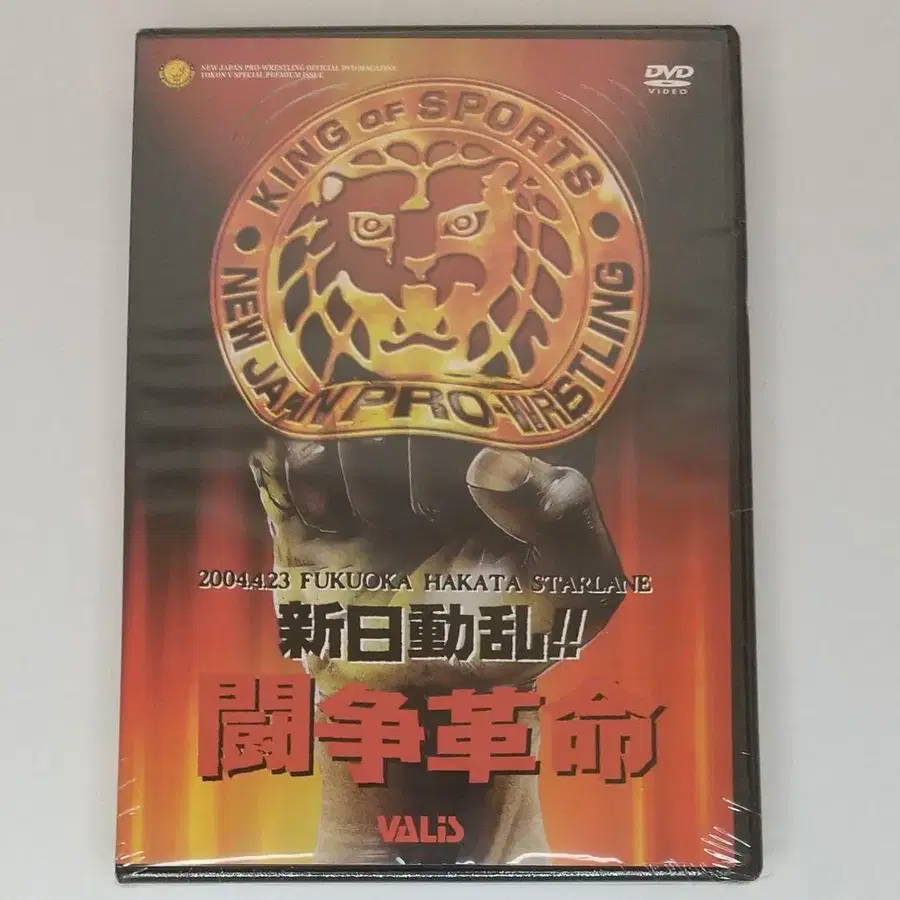 NEW JAPAN PRO-WRESTLING OFFICIAL DVD MAGAZINE
TOKON V SPECIAL PREMIUM ISSUE
DVD
VIDEO
KING OF SPORTS
NEW JAPAN PRO-WRESTLING
2004.4.23 FUKUOKA HAKATA STARLANE
新日動乱!!
闘争革命
VALiS